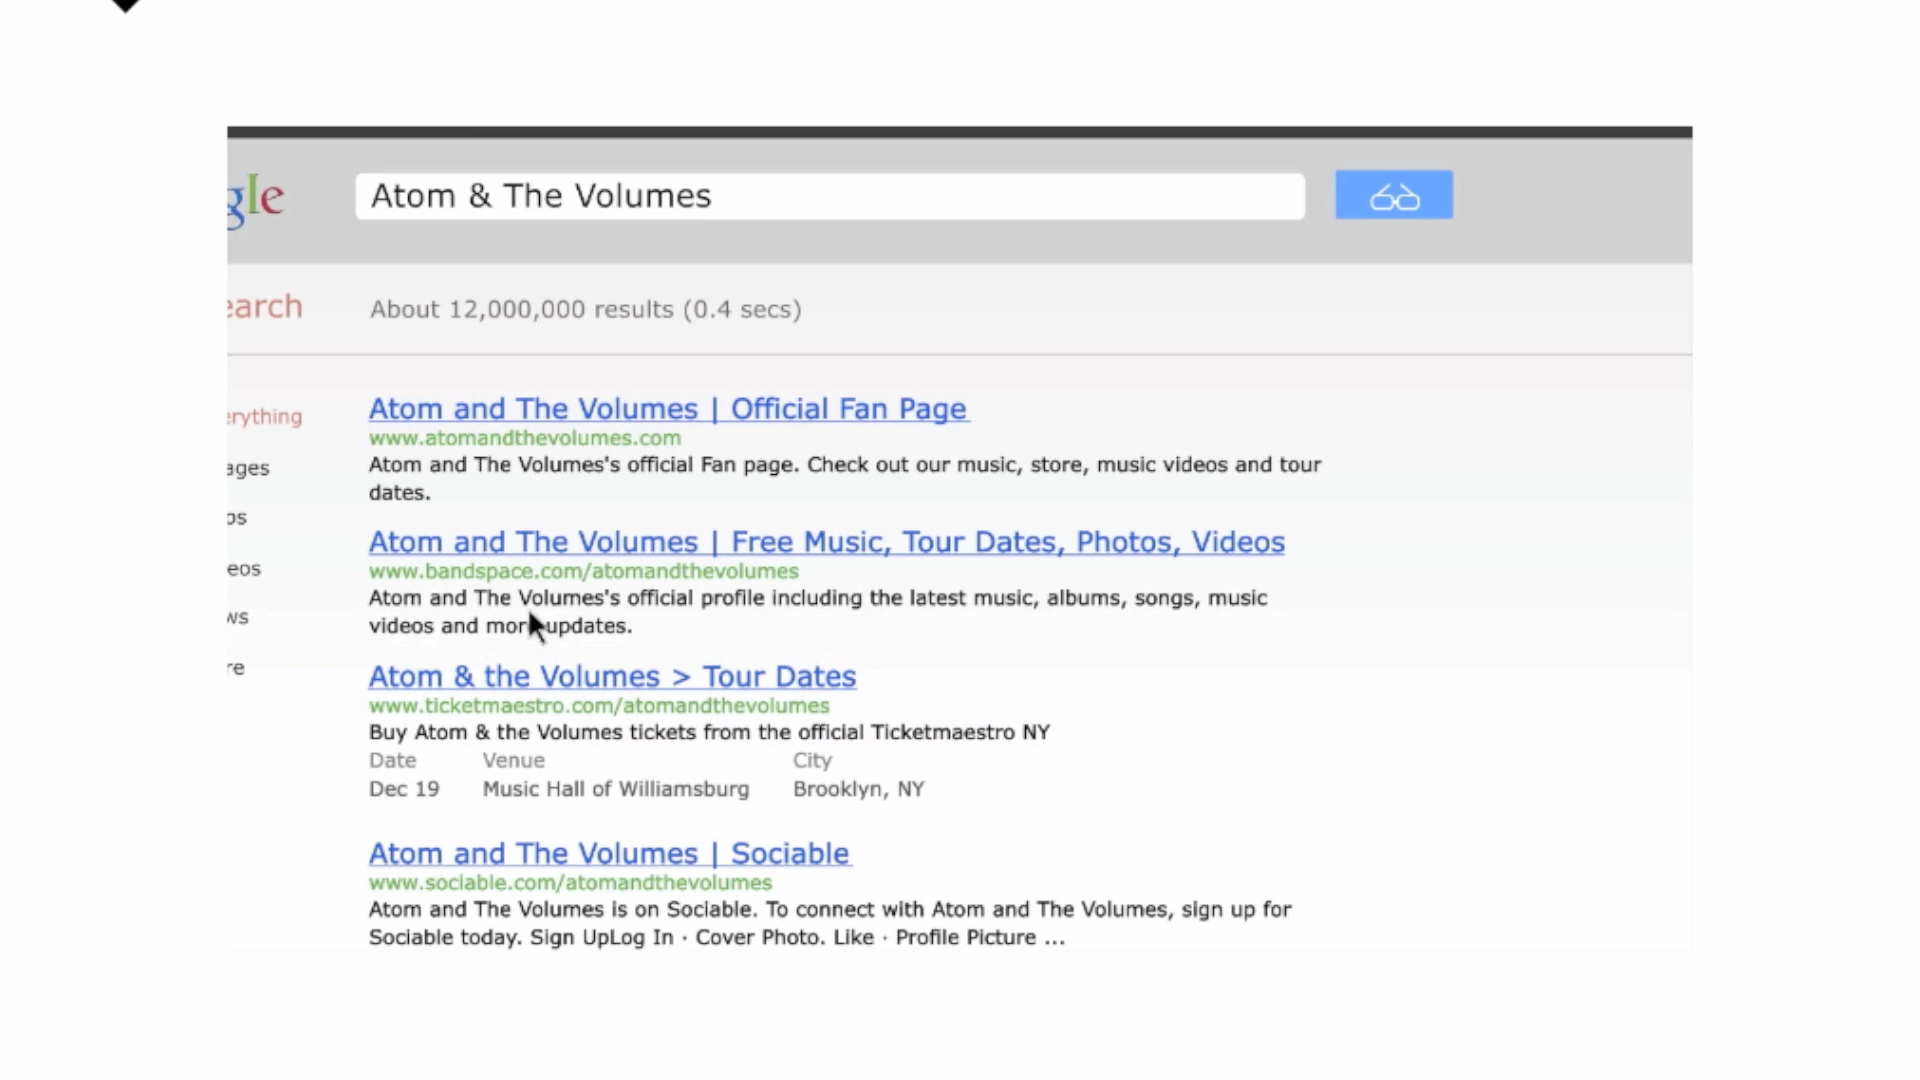 gle
Atom & The Volumes
earch
About 12,000,000 results (0.4 secs)
erything
ages
os
eos
ws
re
Atom and The Volumes | Official Fan Page
www.atomandthevolumes.com
Atom and The Volumes's official Fan page. Check out our music, store, music videos and tour
dates.
Atom and The Volumes | Free Music, Tour Dates, Photos, Videos
www.bandspace.com/atomandthevolumes
Atom and The Volumes's official profile including the latest music, albums, songs, music
videos and more updates.
Atom & the Volumes > Tour Dates
www.ticketmaestro.com/atomandthevolumes
Buy Atom & the Volumes tickets from the official Ticketmaestro NY
Date Venue City
Dec 19 Music Hall of Williamsburg Brooklyn, NY
Atom and The Volumes | Sociable
www.sociable.com/atomandthevolumes
Atom and The Volumes is on Sociable. To connect with Atom and The Volumes, sign up for
Sociable today. Sign UpLog In · Cover Photo. Like · Profile Picture ...